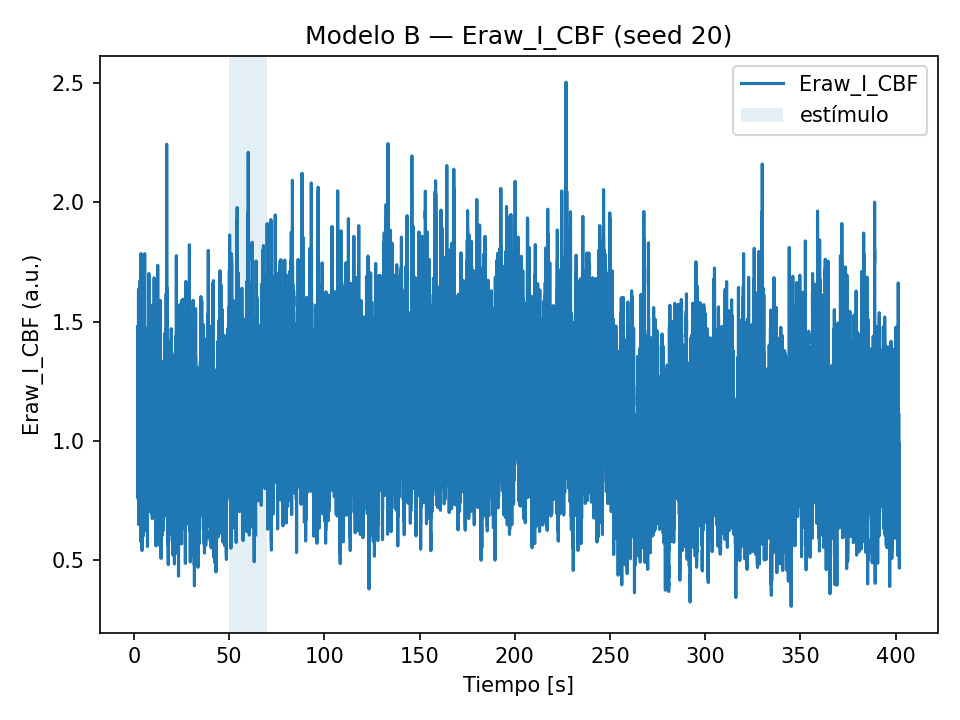 Modelo B — Eraw_I_CBF (seed 20)
Eraw_I_CBF
estímulo
2.5
2.0
1.5
1.0
0.5
Eraw_I_CBF (a.u.)
0 50 100 150 200 250 300 350 400
Tiempo [s]